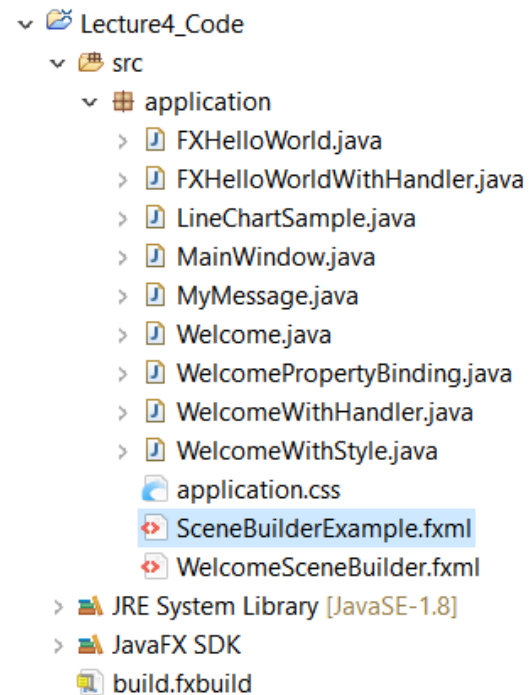 Lecture4_Code
src
application
FXHelloWorld.java
FXHelloWorldWithHandler.java
LineChartSample.java
MainWindow.java
MyMessage.java
Welcome.java
WelcomePropertyBinding.java
WelcomeWithHandler.java
WelcomeWithStyle.java
application.css
SceneBuilderExample.fxml
WelcomeSceneBuilder.fxml
JRE System Library [JavaSE-1.8]
JavaFX SDK
build.fxbuild